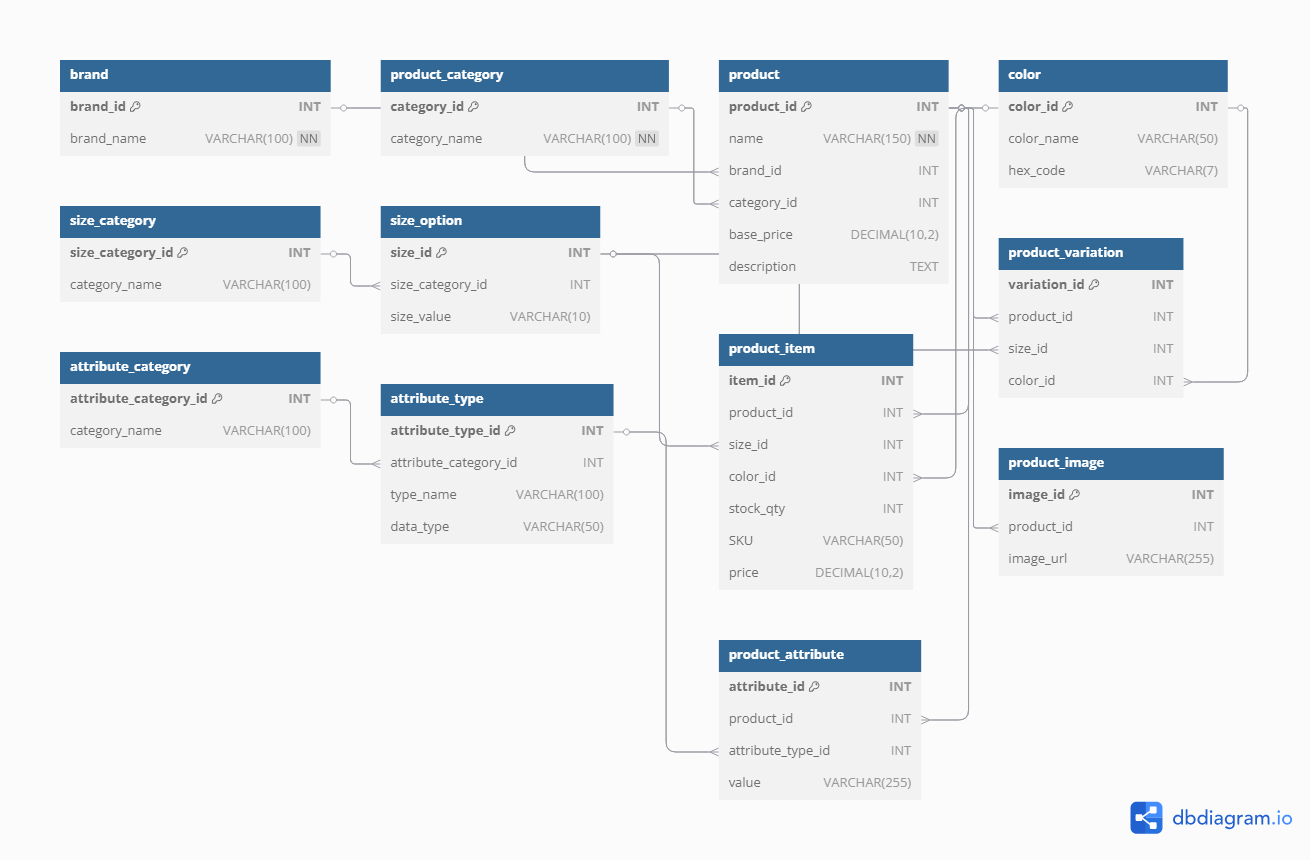 brand
brand_id INT
brand_name VARCHAR(100) NN
product_category
category_id INT
category_name VARCHAR(100) NN
product
product_id INT
name VARCHAR(150) NN
brand_id INT
category_id INT
base_price DECIMAL(10,2)
description TEXT
color
color_id INT
color_name VARCHAR(50)
hex_code VARCHAR(7)
size_category
size_category_id INT
category_name VARCHAR(100)
size_option
size_id INT
size_category_id INT
size_value VARCHAR(10)
product_variation
variation_id INT
product_id INT
size_id INT
color_id INT
attribute_category
attribute_category_id INT
category_name VARCHAR(100)
attribute_type
attribute_type_id INT
attribute_category_id INT
type_name VARCHAR(100)
data_type VARCHAR(50)
product_item
item_id INT
product_id INT
size_id INT
color_id INT
stock_qty INT
SKU VARCHAR(50)
price DECIMAL(10,2)
product_image
image_id INT
product_id INT
image_url VARCHAR(255)
product_attribute
attribute_id INT
product_id INT
attribute_type_id INT
value VARCHAR(255)
dbdiagram.io